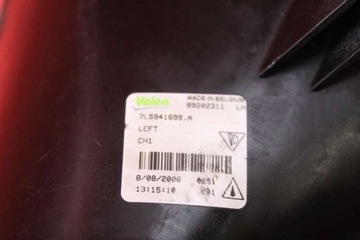 Valeo
MADE IN BELGIUM
89202311 LH
7L5941699.A
LEFT
CH1
8/08/2006
13:15:10